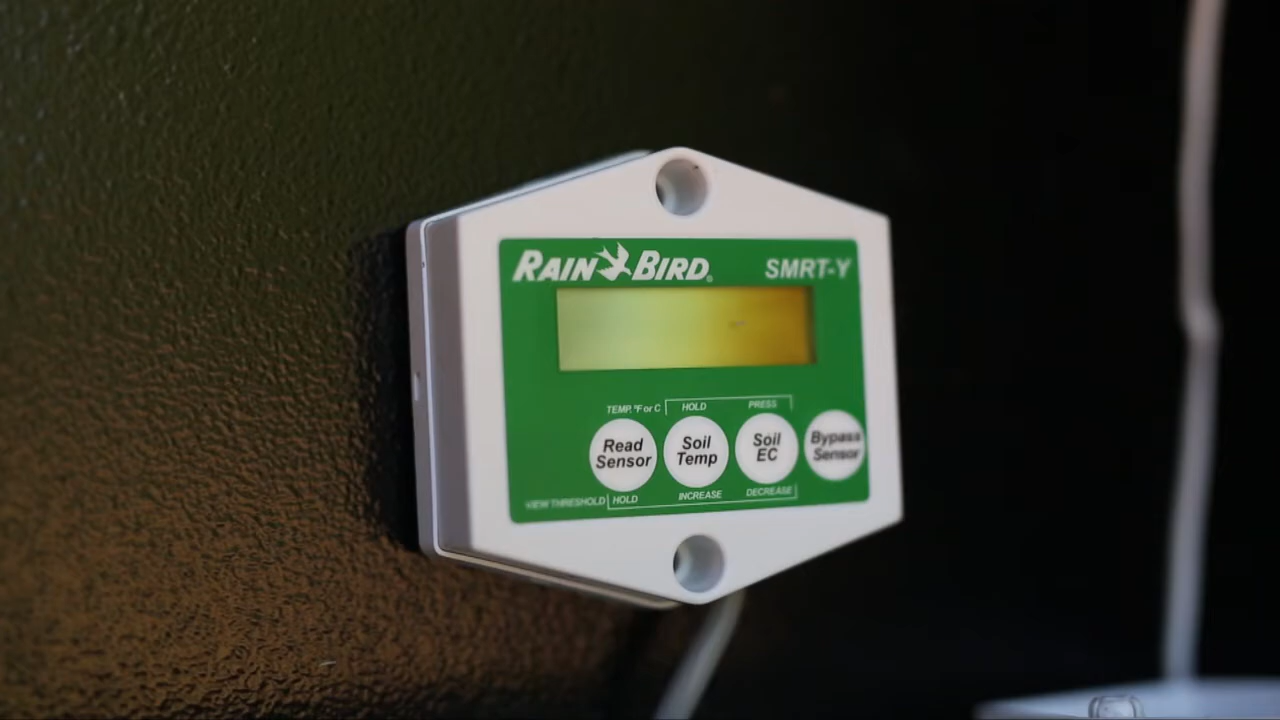 RAIN BIRD®
SMRT-Y
TEMP. °F or C HOLD PRESS
Read Sensor
Soil Temp
Soil EC
Bypass Sensor
VIEW THRESHOLD HOLD INCREASE DECREASE